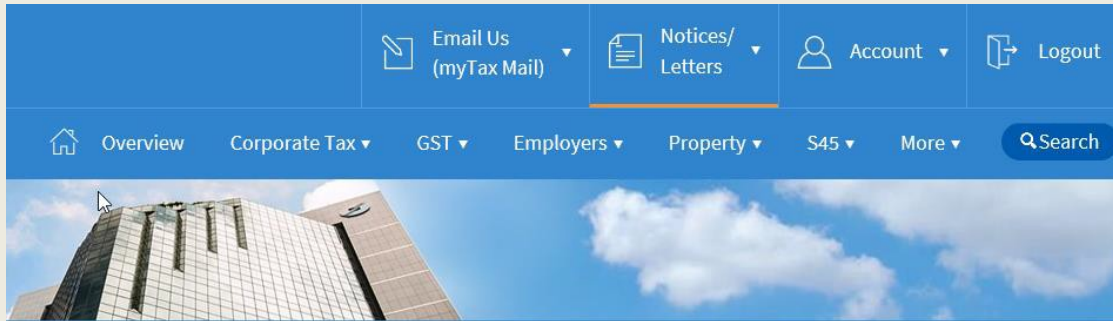 Email Us
(myTax Mail)
Notices/
Letters
Account
Logout
Overview
Corporate Tax
GST
Employers
Property
S45
More
Search